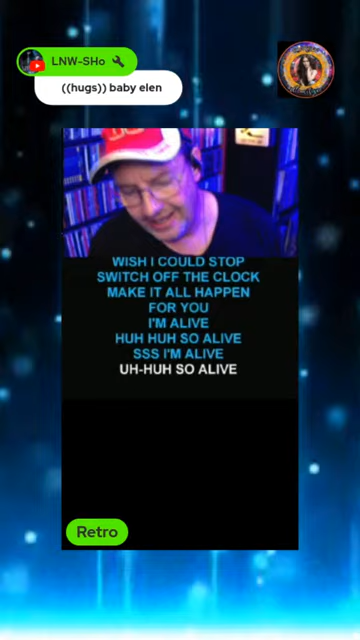 LNW-SHo
((hugs)) baby elen
WISH I COULD STOP
SWITCH OFF THE CLOCK
MAKE IT ALL HAPPEN
FOR YOU
I'M ALIVE
HUH HUH SO ALIVE
SSS I'M ALIVE
UH-HUH SO ALIVE
Retro